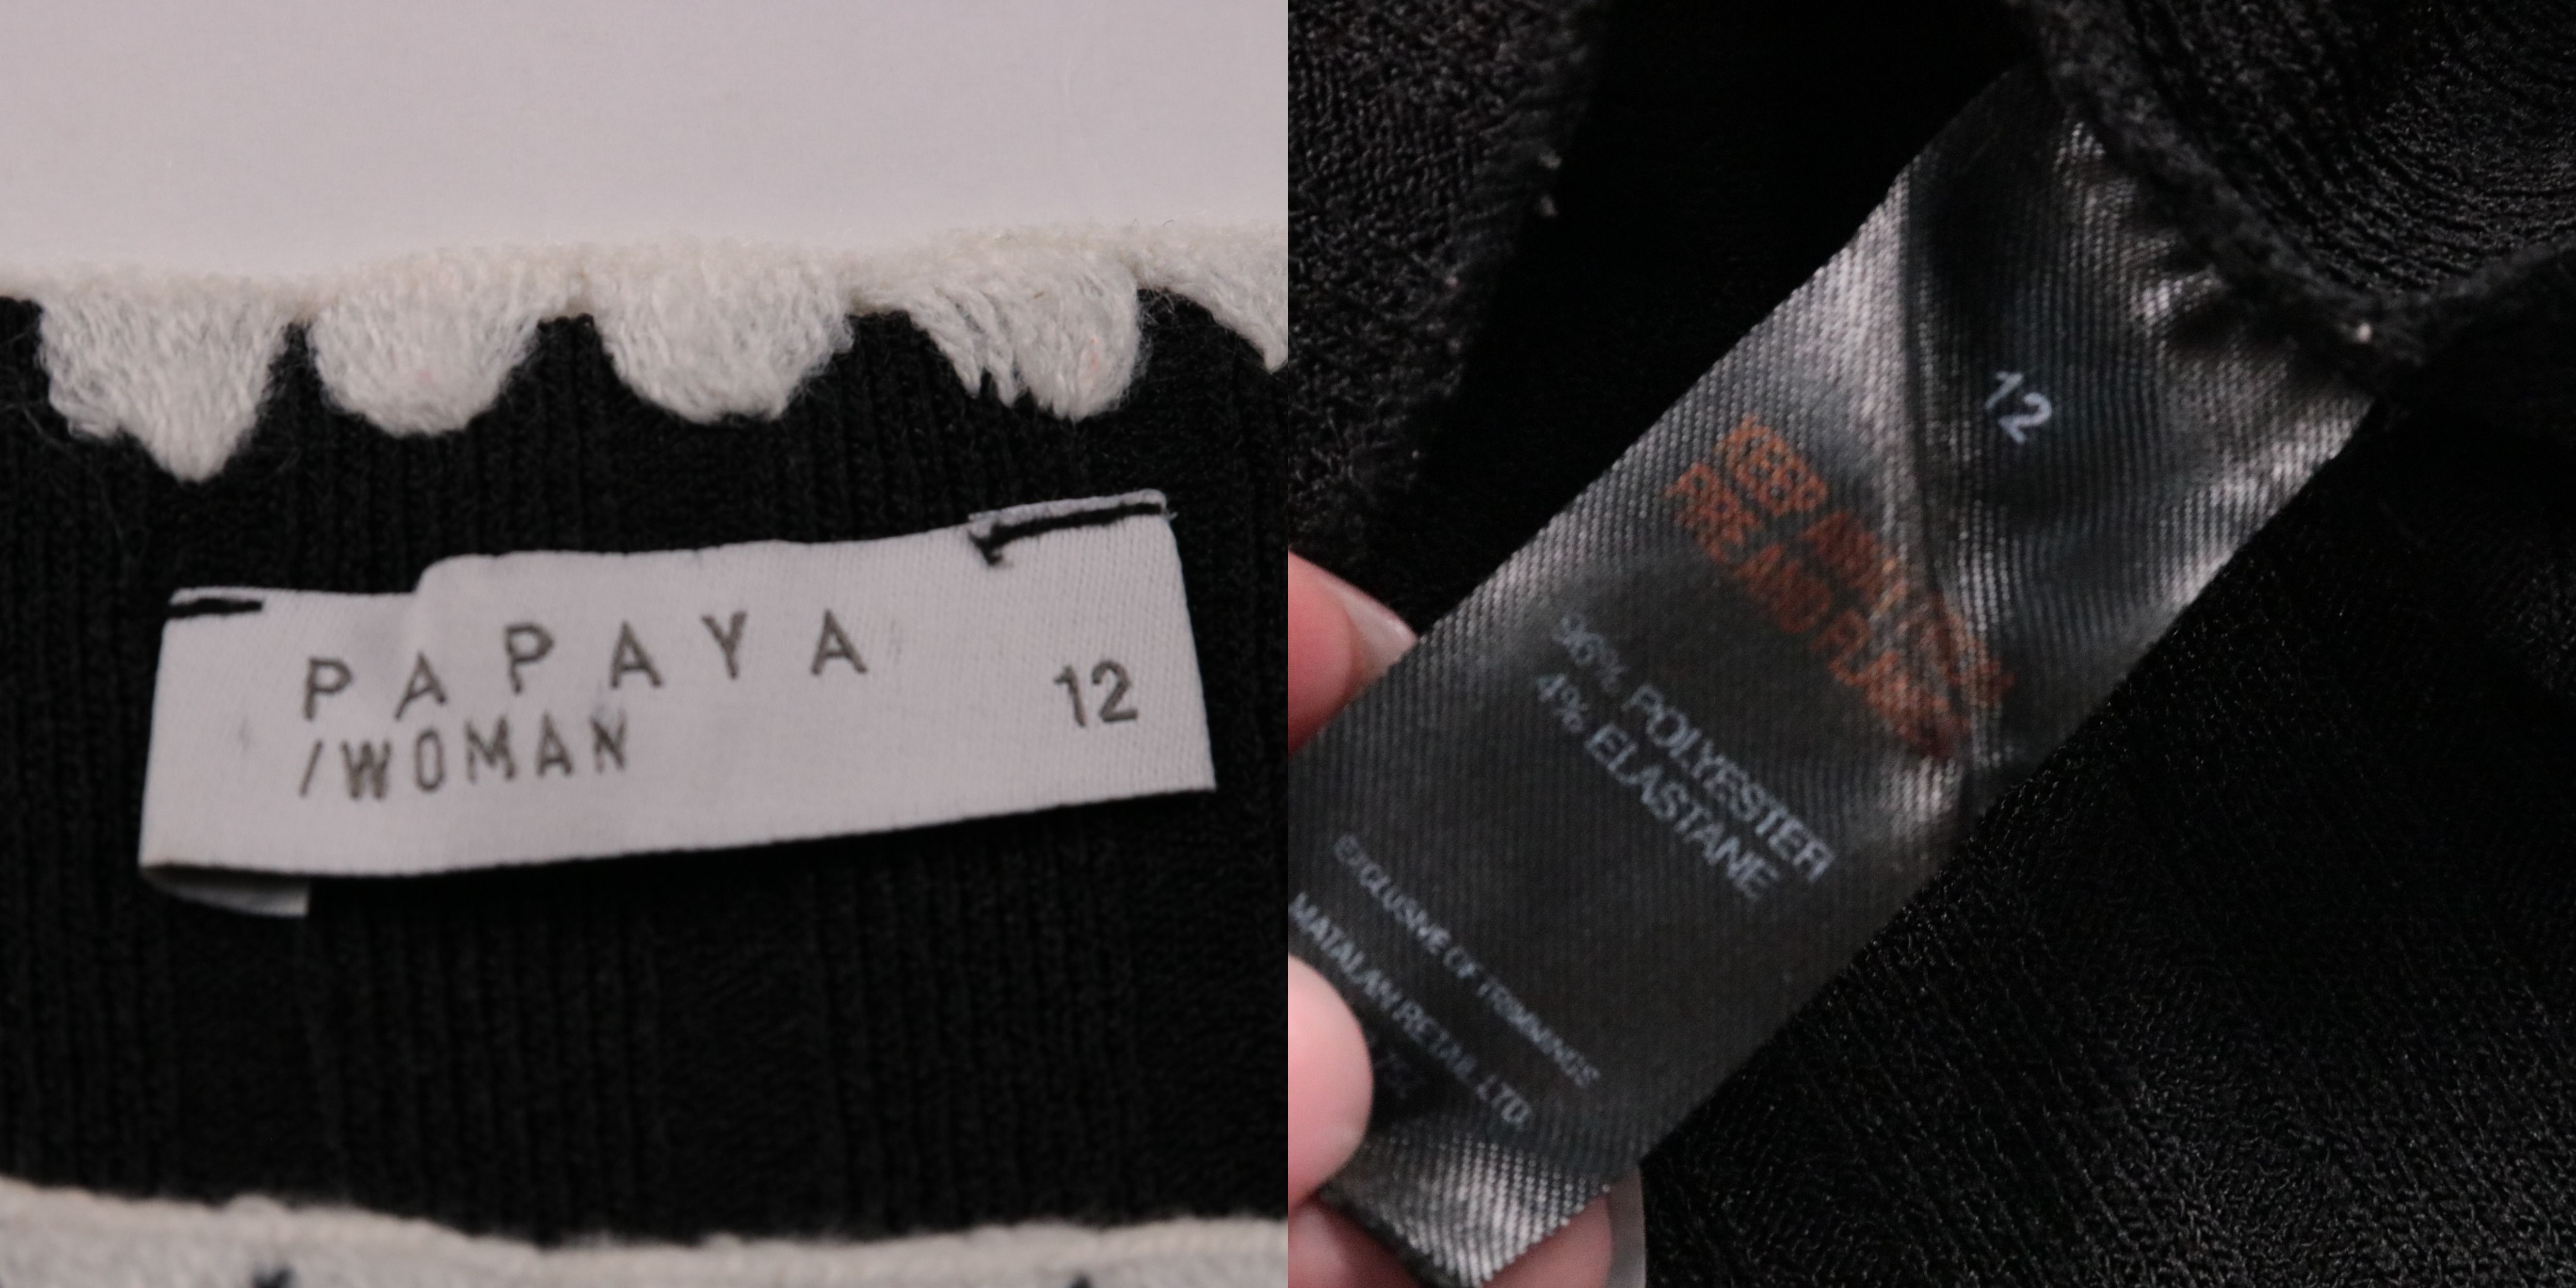 PAPAYA
/WOMAN
12
12
KEEP AWAY FROM
FIRE AND FLAMES
96% POLYESTER
4% ELASTANE
EXCLUSIVE OF TRIMMINGS
MATALAN RETAIL LTD